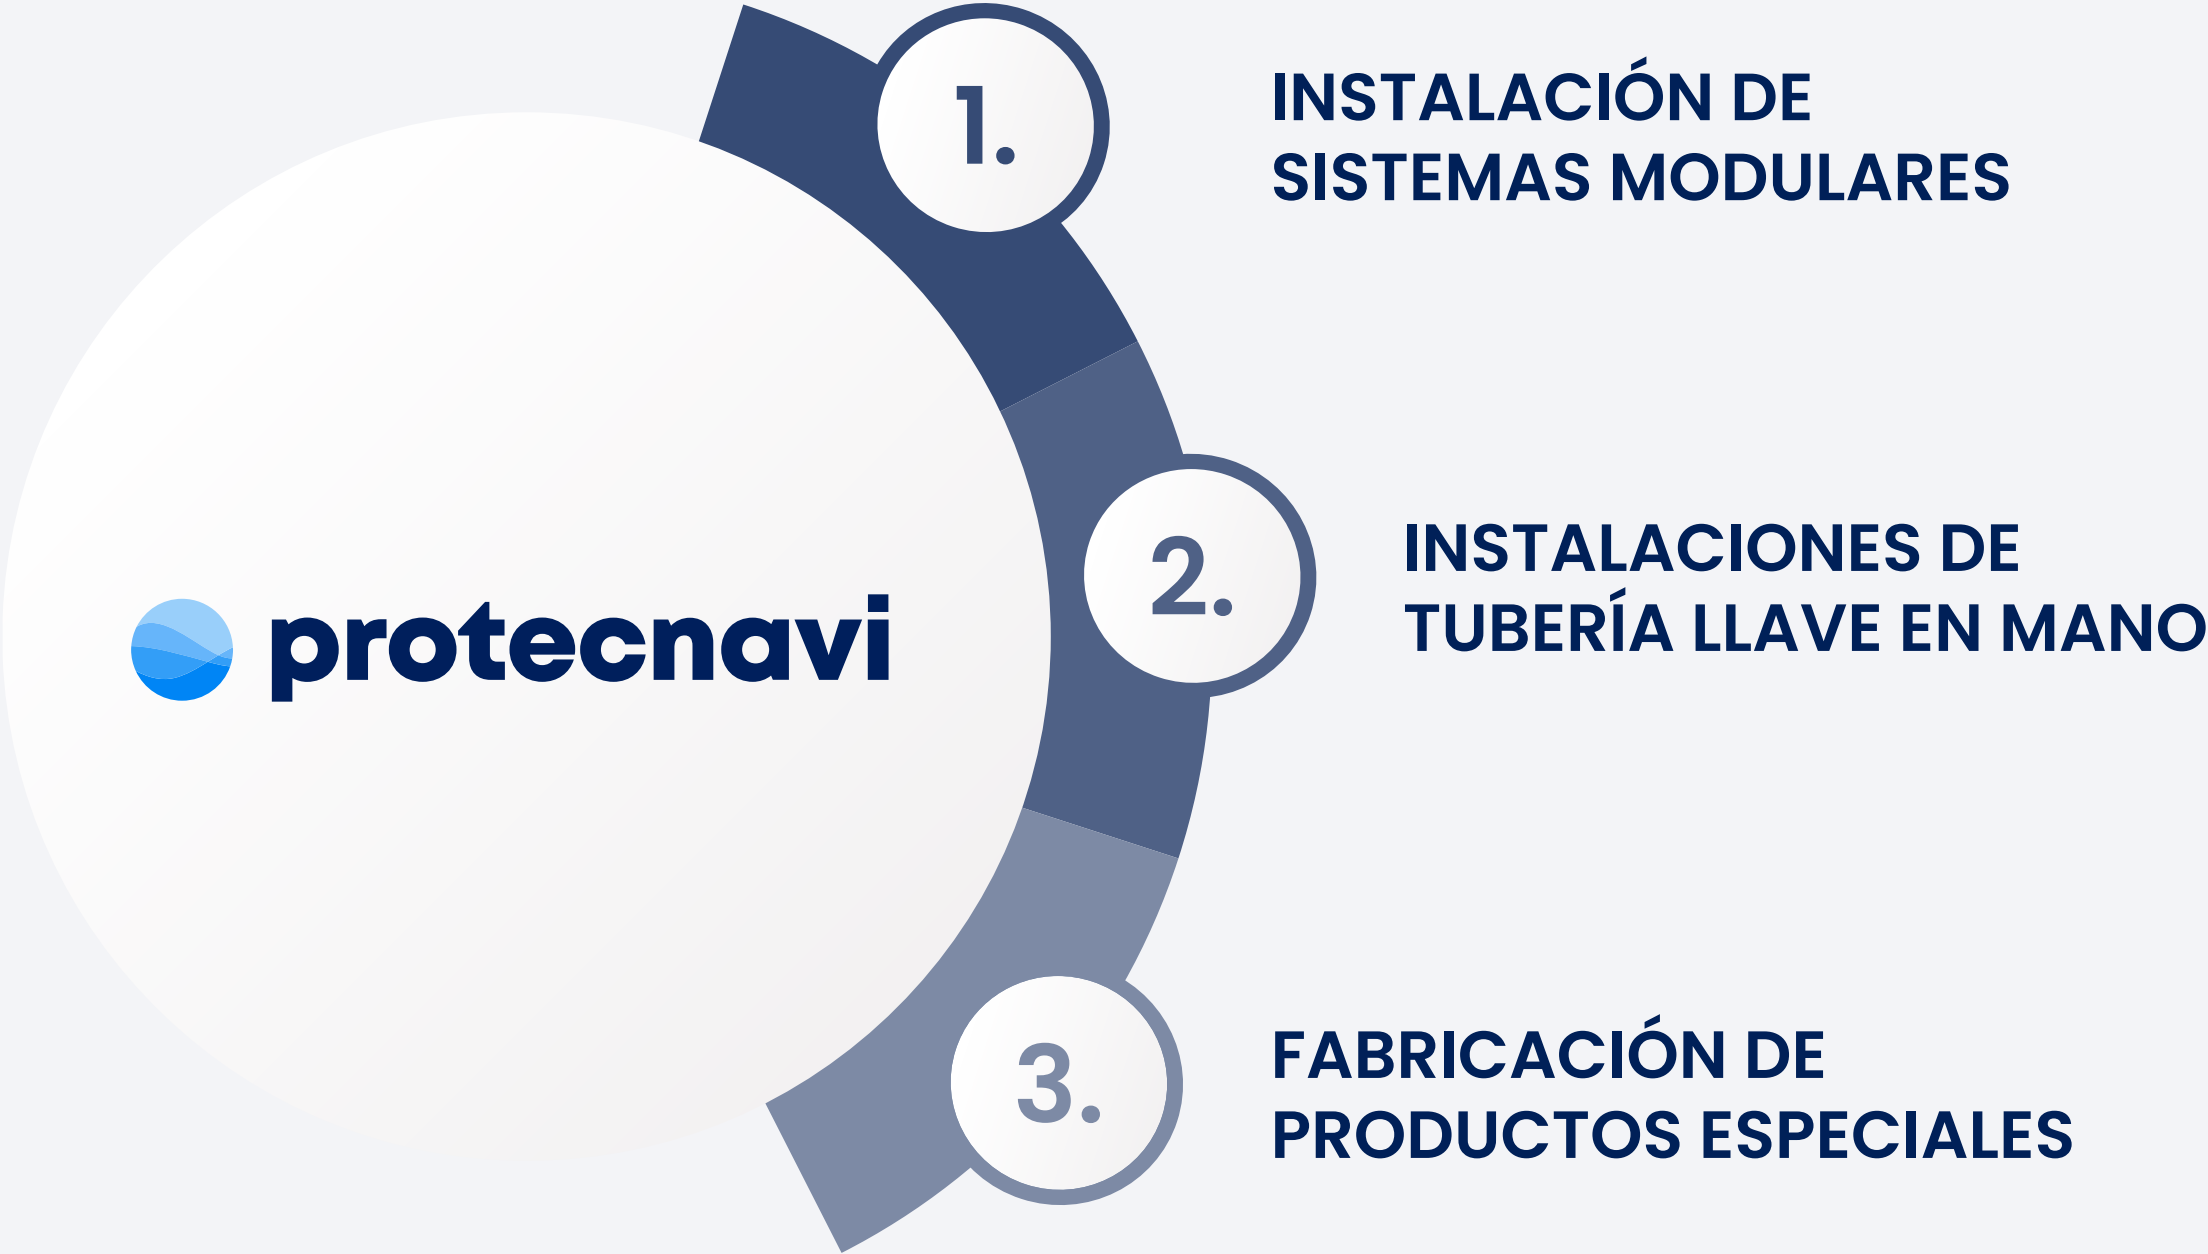 1.
INSTALACIÓN DE
SISTEMAS MODULARES
protecnavi
2.
INSTALACIONES DE
TUBERÍA LLAVE EN MANO
3.
FABRICACIÓN DE
PRODUCTOS ESPECIALES